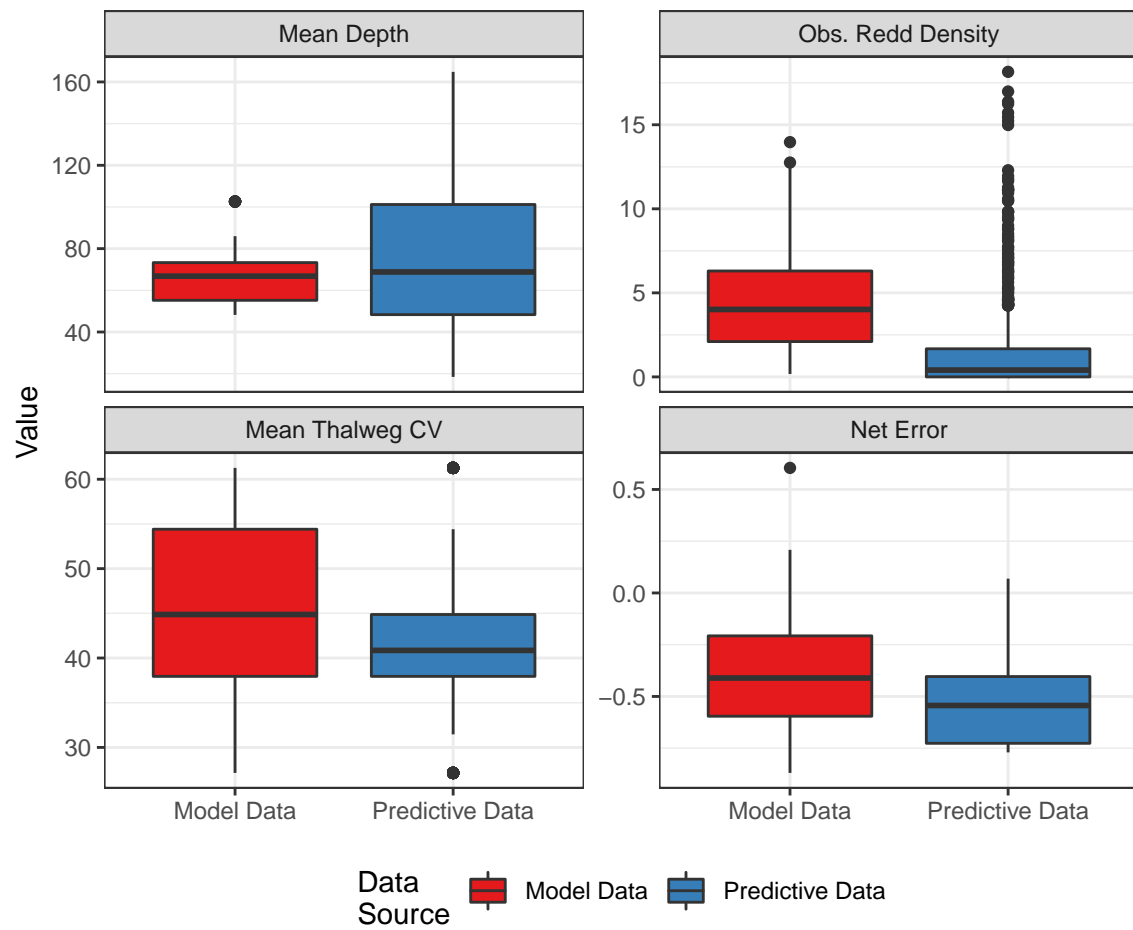 Mean Depth
Obs. Redd Density
160
120
80
40
15
10
5
0
Value
Mean Thalweg CV
Net Error
60
50
40
30
0.5
0.0
−0.5
Model Data
Predictive Data
Model Data
Predictive Data
Data
Source
Model Data
Predictive Data